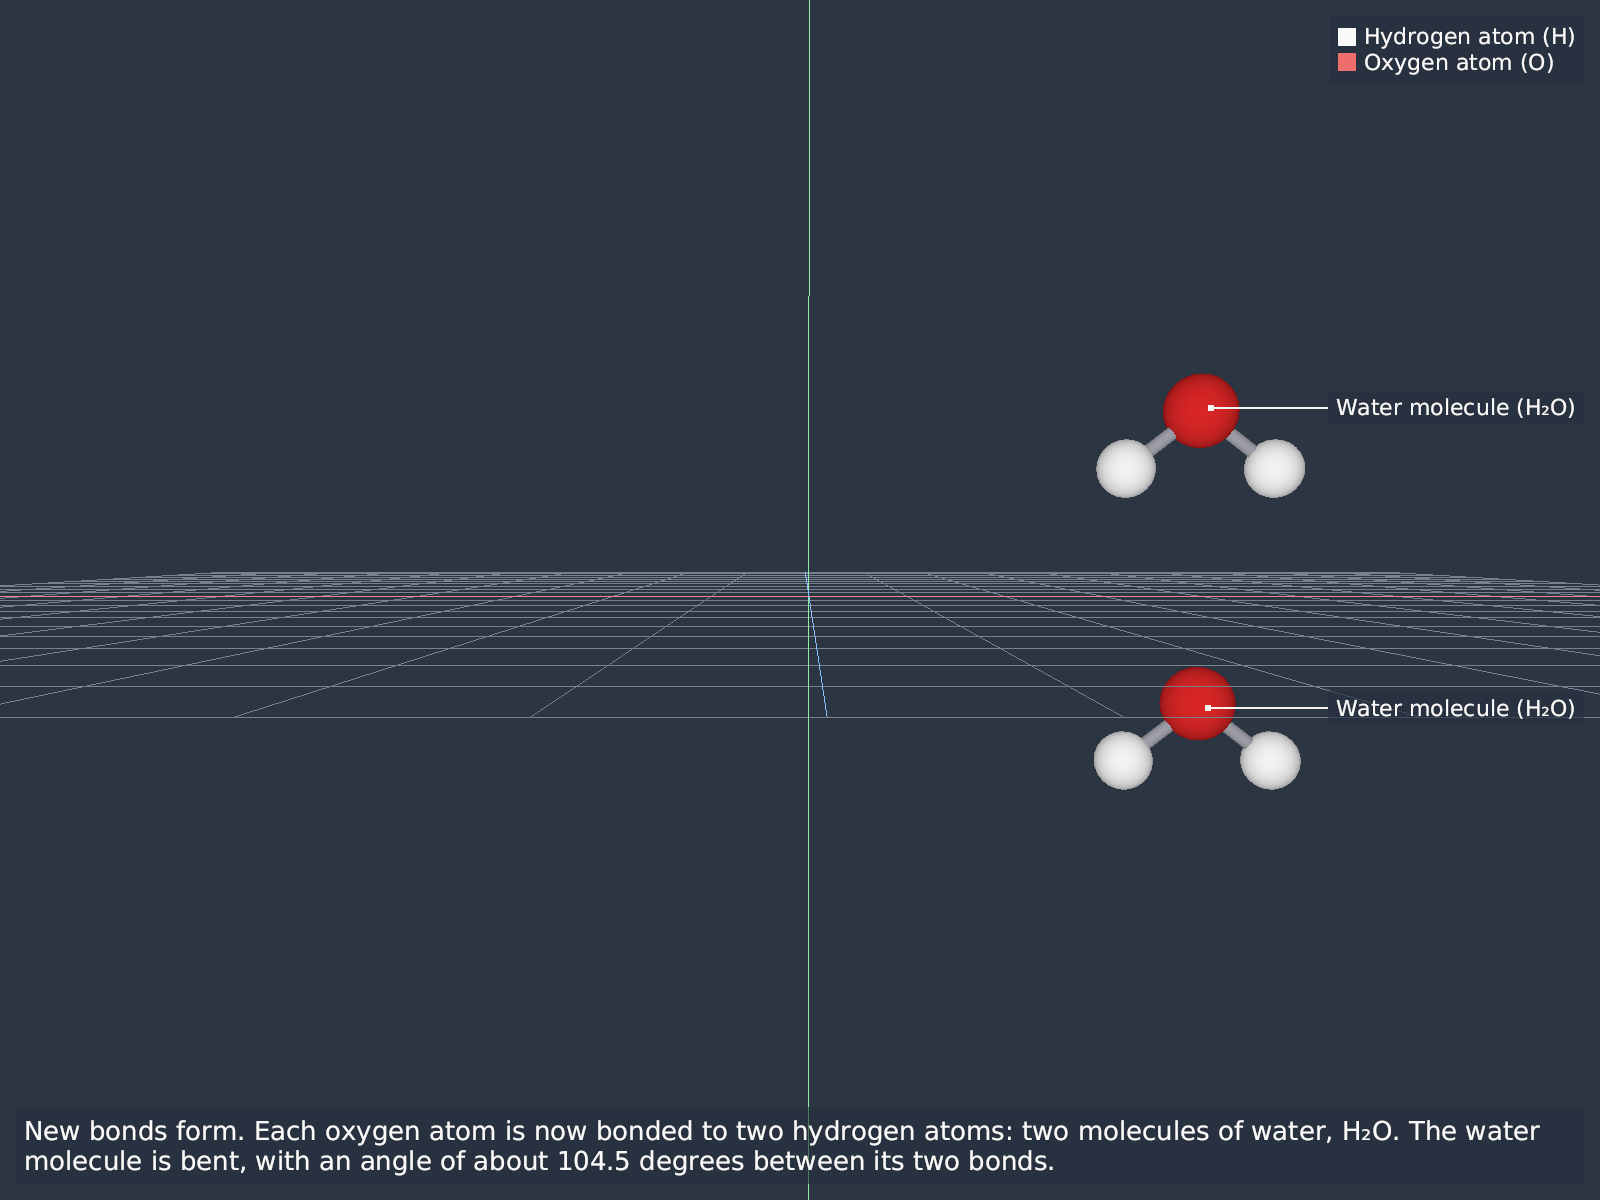 Hydrogen atom (H)
Oxygen atom (O)
Water molecule (H₂O)
Water molecule (H₂O)
New bonds form. Each oxygen atom is now bonded to two hydrogen atoms: two molecules of water, H₂O. The water
molecule is bent, with an angle of about 104.5 degrees between its two bonds.